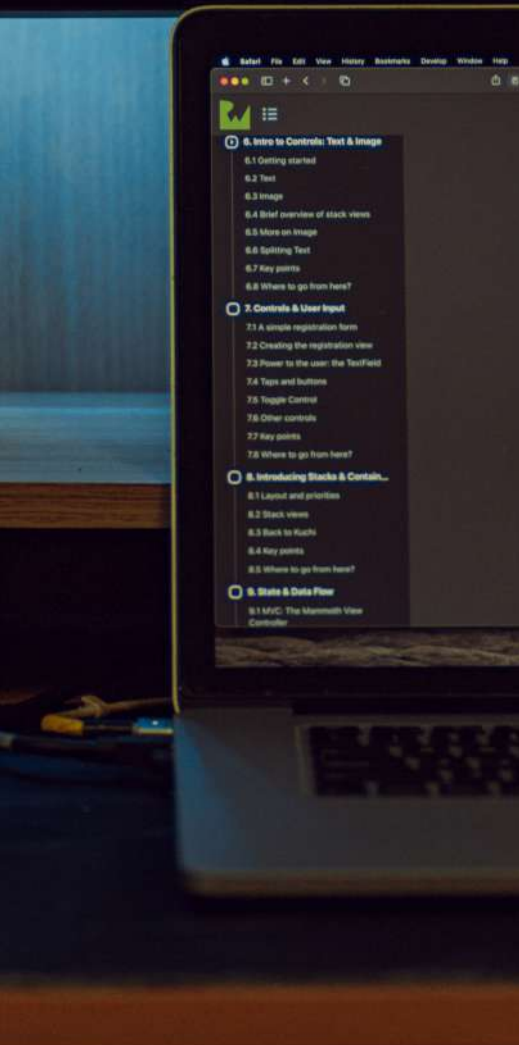 Safari File Edit View History Bookmarks Develop Window Help
6. Intro to Controls: Text & Image
6.1 Getting started
6.2 Text
6.3 Image
6.4 Brief overview of stack views
6.5 More on Image
6.6 Splitting Text
6.7 Key points
6.8 Where to go from here?
7. Controls & User Input
7.1 A simple registration form
7.2 Creating the registration view
7.3 Power to the user: the TextField
7.4 Taps and buttons
7.5 Toggle Control
7.6 Other controls
7.7 Key points
7.8 Where to go from here?
8. Introducing Stacks & Contain...
8.1 Layout and priorities
8.2 Stack views
8.3 Back to Kuchi
8.4 Key points
8.5 Where to go from here?
9. State & Data Flow
9.1 MVC: The Mammoth View
Controller